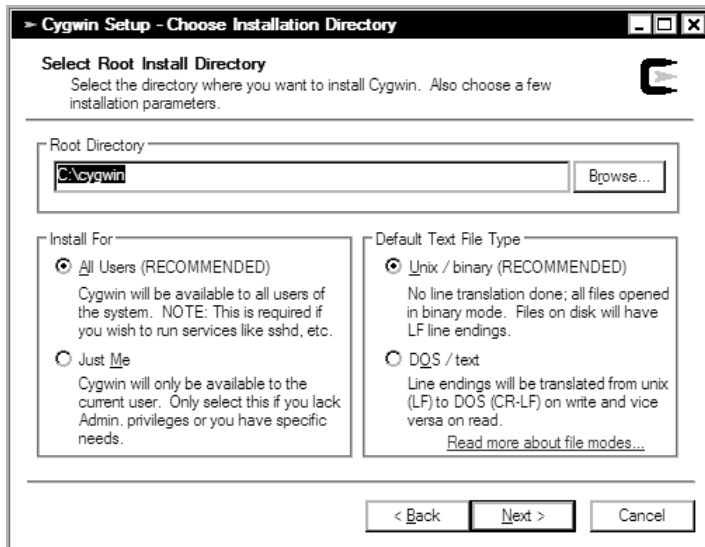 Cygwin Setup - Choose Installation Directory
Select Root Install Directory
Select the directory where you want to install Cygwin. Also choose a few
installation parameters.
Root Directory
C:\cygwin
Browse...
Install For
All Users (RECOMMENDED)
Cygwin will be available to all users of
the system. NOTE: This is required if
you wish to run services like sshd, etc.
Just Me
Cygwin will only be available to the
current user. Only select this if you lack
Admin. privileges or you have specific
needs.
Default Text File Type
Unix / binary (RECOMMENDED)
No line translation done; all files opened
in binary mode. Files on disk will have
LF line endings.
DOS / text
Line endings will be translated from unix
(LF) to DOS (CR-LF) on write and vice
versa on read.
Read more about file modes...
< Back
Next >
Cancel